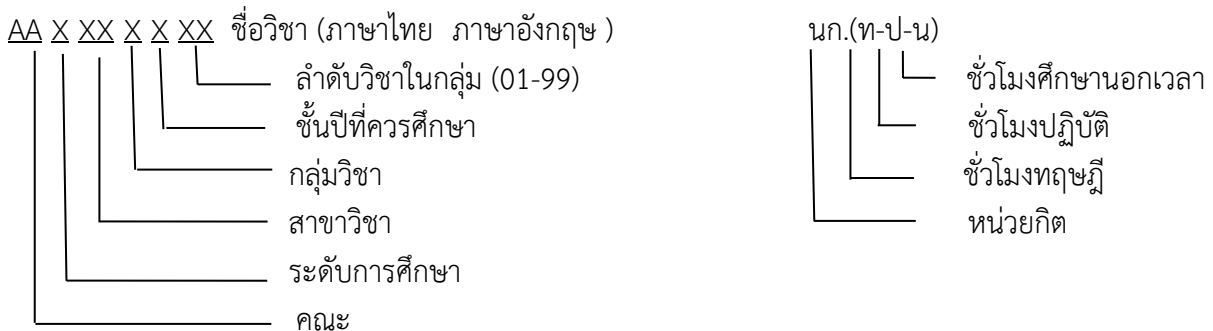 AA X XX X X XX ชื่อวิชา (ภาษาไทย ภาษาอังกฤษ ) นก.(ท-ป-น)
ลำดับวิชาในกลุ่ม (01-99) ชั่วโมงศึกษานอกเวลา
ชั้นปีที่ควรศึกษา ชั่วโมงปฏิบัติ
กลุ่มวิชา ชั่วโมงทฤษฎี
สาขาวิชา หน่วยกิต
ระดับการศึกษา
คณะ